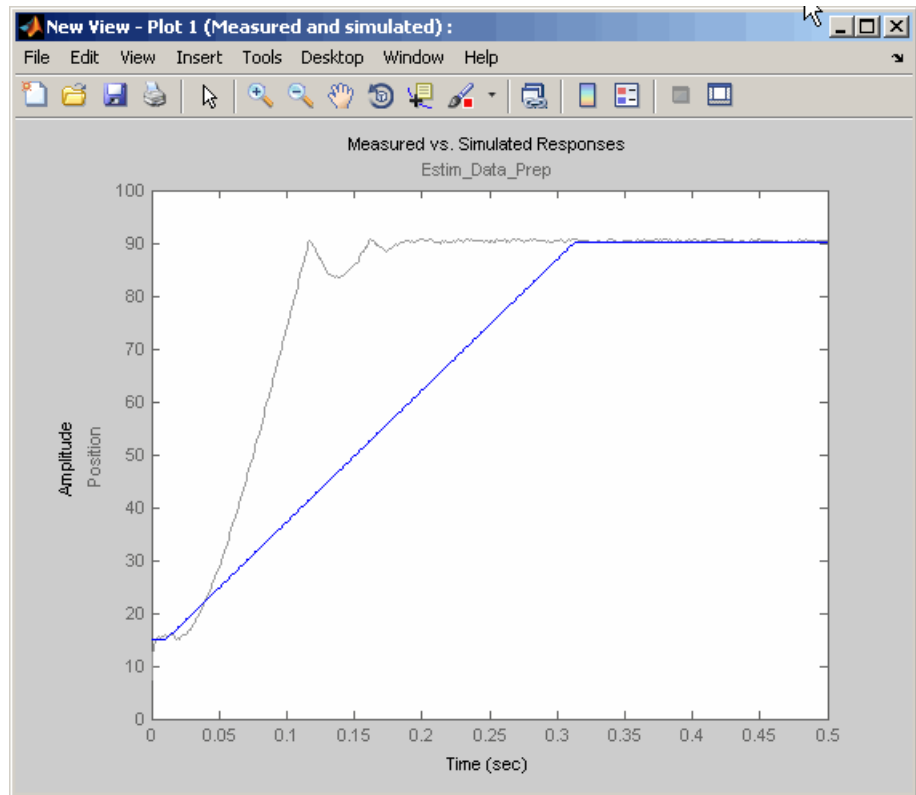 New View - Plot 1 (Measured and simulated) :
File Edit View Insert Tools Desktop Window Help
Measured vs. Simulated Responses
Estim_Data_Prep
100
90
80
70
60
50
40
30
20
10
0
Amplitude
Position
0 0.05 0.1 0.15 0.2 0.25 0.3 0.35 0.4 0.45 0.5
Time (sec)